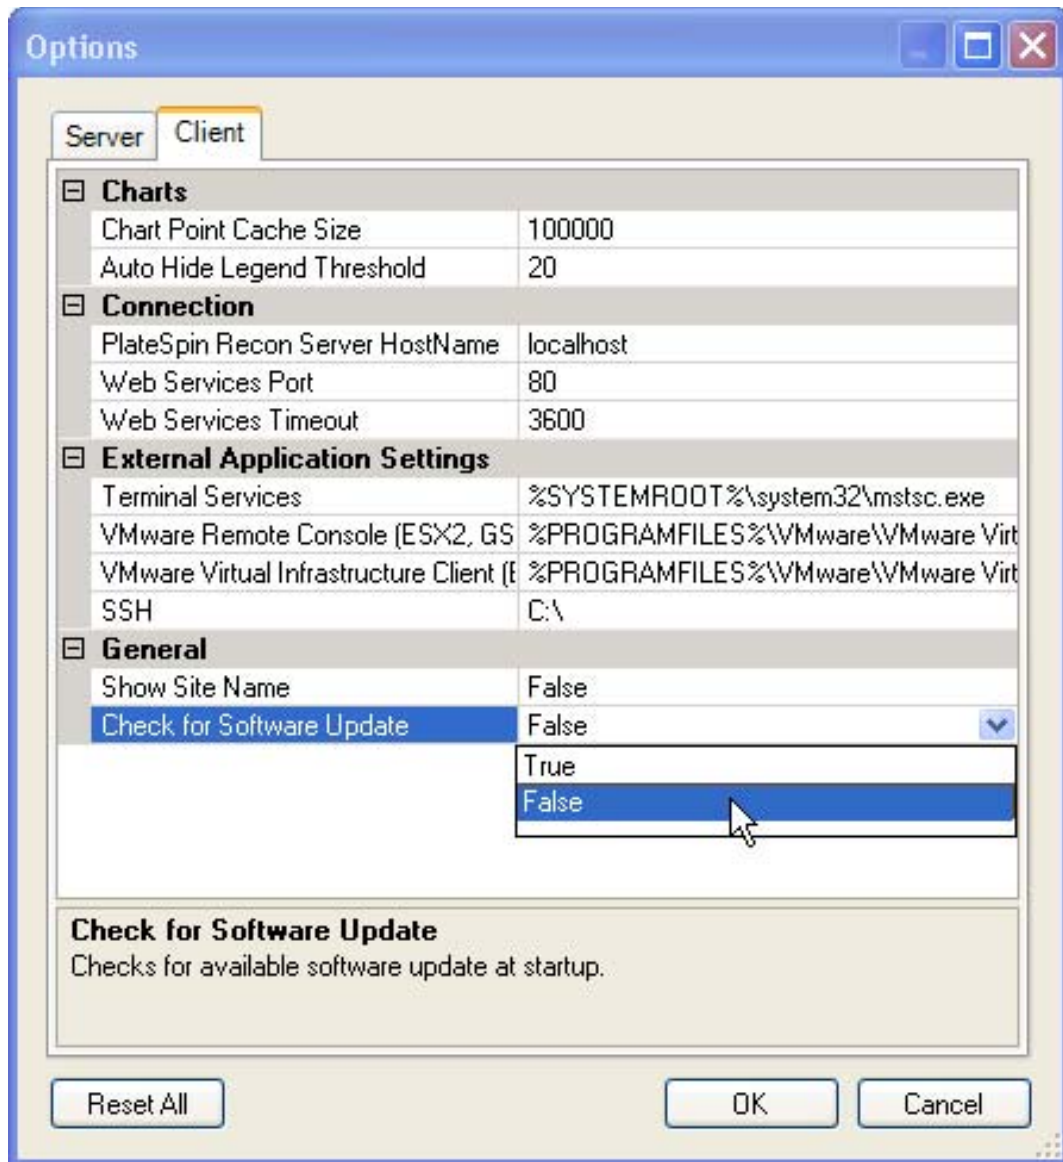 Options
Server Client
Charts
Chart Point Cache Size 100000
Auto Hide Legend Threshold 20
Connection
PlateSpin Recon Server HostName localhost
Web Services Port 80
Web Services Timeout 3600
External Application Settings
Terminal Services %SYSTEMROOT%\system32\mstsc.exe
VMware Remote Console (ESX2, GS %PROGRAMFILES%\VMware\VMware Virt
VMware Virtual Infrastructure Client (E %PROGRAMFILES%\VMware\VMware Virt
SSH C:\
General
Show Site Name False
Check for Software Update False
True
False
Check for Software Update
Checks for available software update at startup.
Reset All OK Cancel